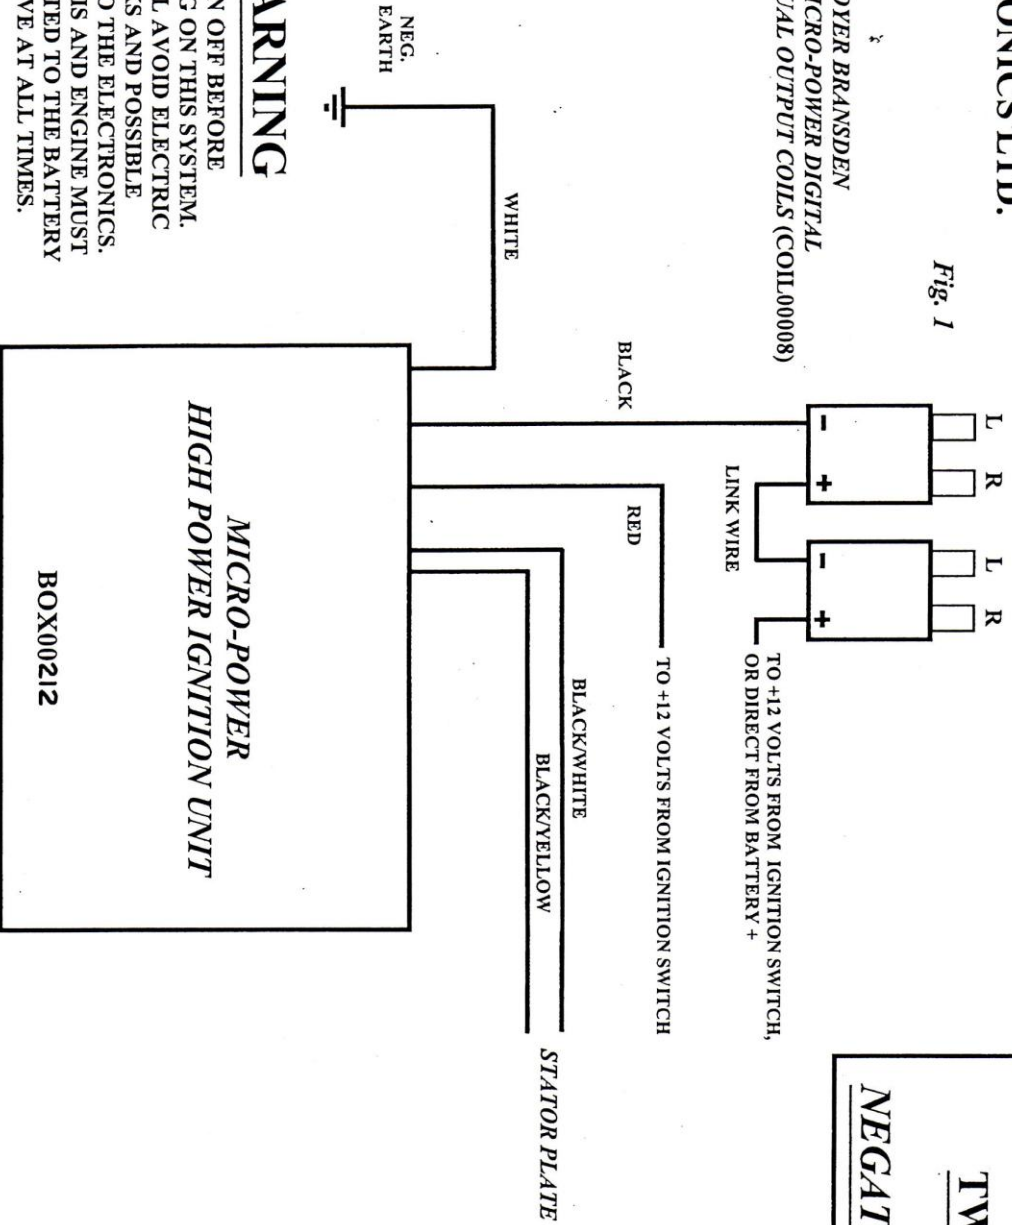 ONICS LTD.
Fig. 1
OYER BRANSDEN
ICRO-POWER DIGITAL
UAL OUTPUT COILS (COIL00008)
L
R
L
R
-
+
-
+
LINK WIRE
TO +12 VOLTS FROM IGNITION SWITCH,
OR DIRECT FROM BATTERY +
TW
NEGAT
BLACK
RED
TO +12 VOLTS FROM IGNITION SWITCH
WHITE
BLACK/WHITE
BLACK/YELLOW
STATOR PLATE
NEG.
EARTH
ARNING
N OFF BEFORE
G ON THIS SYSTEM.
L AVOID ELECTRIC
KS AND POSSIBLE
O THE ELECTRONICS.
IS AND ENGINE MUST
TED TO THE BATTERY
VE AT ALL TIMES.
MICRO-POWER
HIGH POWER IGNITION UNIT
BOX00212